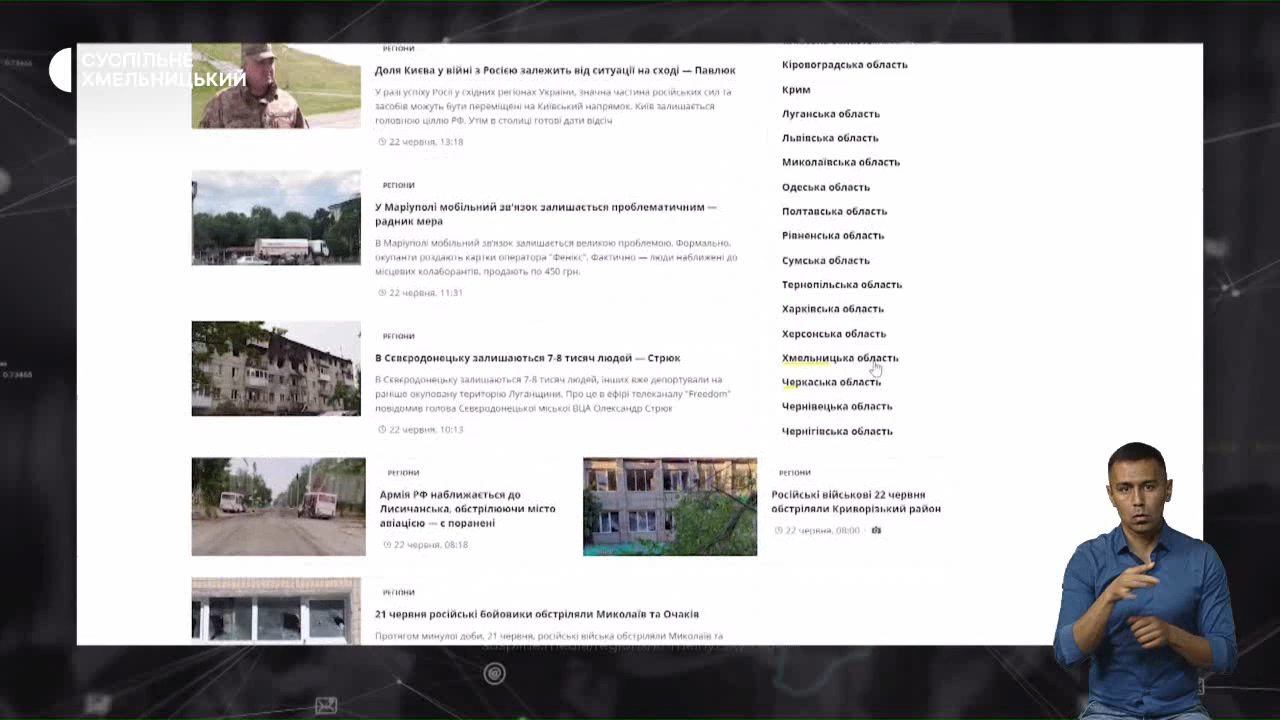 СУСПІЛЬНЕ
ХМЕЛЬНИЦЬКИЙ
РЕГІОНИ
Доля Києва у війні з Росією залежить від ситуації на сході — Павлюк
У разі успіху Росії у східних регіонах України, значна частина російських сил та
засобів можуть бути переміщені на Київський напрямок. Київ залишається
головною ціллю РФ. Утім в столиці готові дати відсіч
22 червня, 13:18
РЕГІОНИ
У Маріуполі мобільний зв'язок залишається проблематичним —
радник мера
В Маріуполі мобільний зв'язок залишається великою проблемою. Формально,
окупанти роздають картки оператора "Фенікс". Фактично — люди наближені до
місцевих колаборантів, продають по 450 грн.
22 червня, 11:31
РЕГІОНИ
В Сєвєродонецьку залишаються 7-8 тисяч людей — Стрюк
В Сєвєродонецьку залишаються 7-8 тисяч людей, інших вже депортували на
раніше окуповану територію Луганщини. Про це в ефірі телеканалу "Freedom"
повідомив голова Сєвєродонецької міської ВЦА Олександр Стрюк
22 червня, 10:13
РЕГІОНИ
Армія РФ наближається до
Лисичанська, обстрілюючи місто
авіацією — є поранені
22 червня, 08:18
РЕГІОНИ
Російські військові 22 червня
обстріляли Криворізький район
22 червня, 08:00
РЕГІОНИ
21 червня російські бойовики обстріляли Миколаїв та Очаків
Протягом минулої доби, 21 червня, російські війська обстріляли Миколаїв та
Кіровоградська область
Крим
Луганська область
Львівська область
Миколаївська область
Одеська область
Полтавська область
Рівненська область
Сумська область
Тернопільська область
Харківська область
Херсонська область
Хмельницька область
Черкаська область
Чернівецька область
Чернігівська область